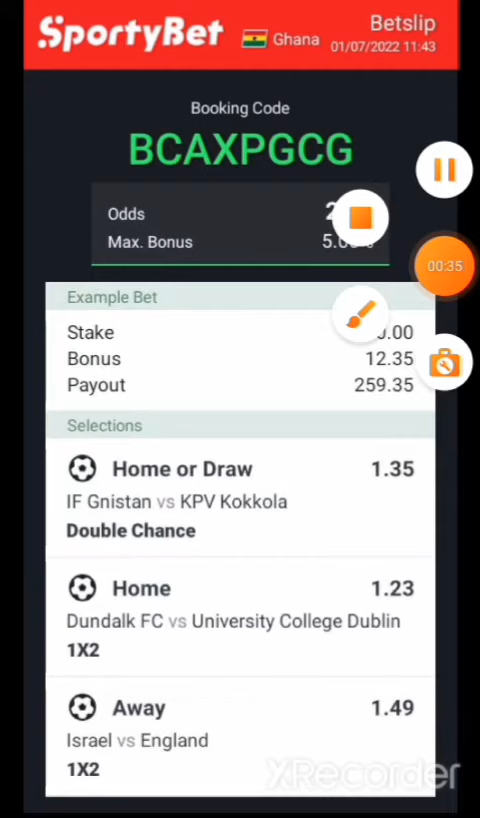 SportyBet Ghana Betslip
01/07/2022 11:43
Booking Code
BCAXPGCG
Odds
Max. Bonus
Example Bet
00:35
Stake
Bonus 12.35
Payout 259.35
Selections
Home or Draw 1.35
IF Gnistan vs KPV Kokkola
Double Chance
Home 1.23
Dundalk FC vs University College Dublin
1X2
Away 1.49
Israel vs England
1X2
XRecorder